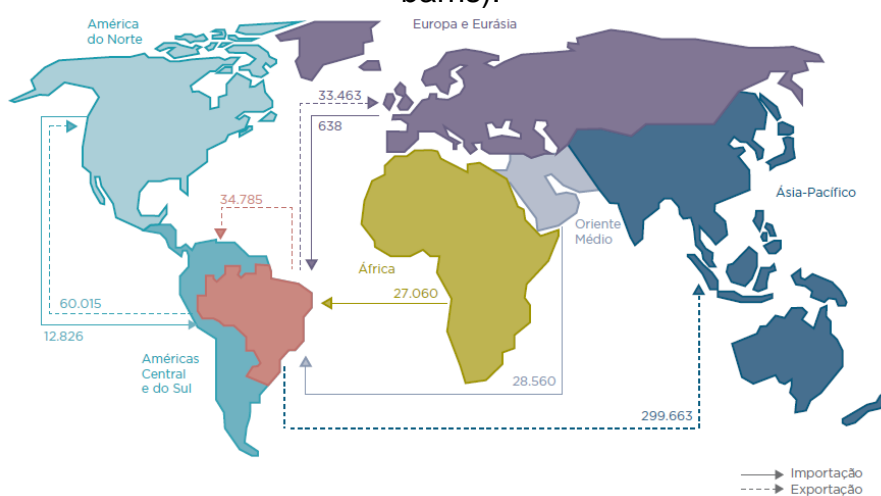 barris).
América
do Norte
Europa e Eurásia
33.463
638
Ásia-Pacífico
34.785
Oriente
Médio
África
27.060
60.015
12.826
Américas
Central
e do Sul
28.560
299.663
Importação
Exportação